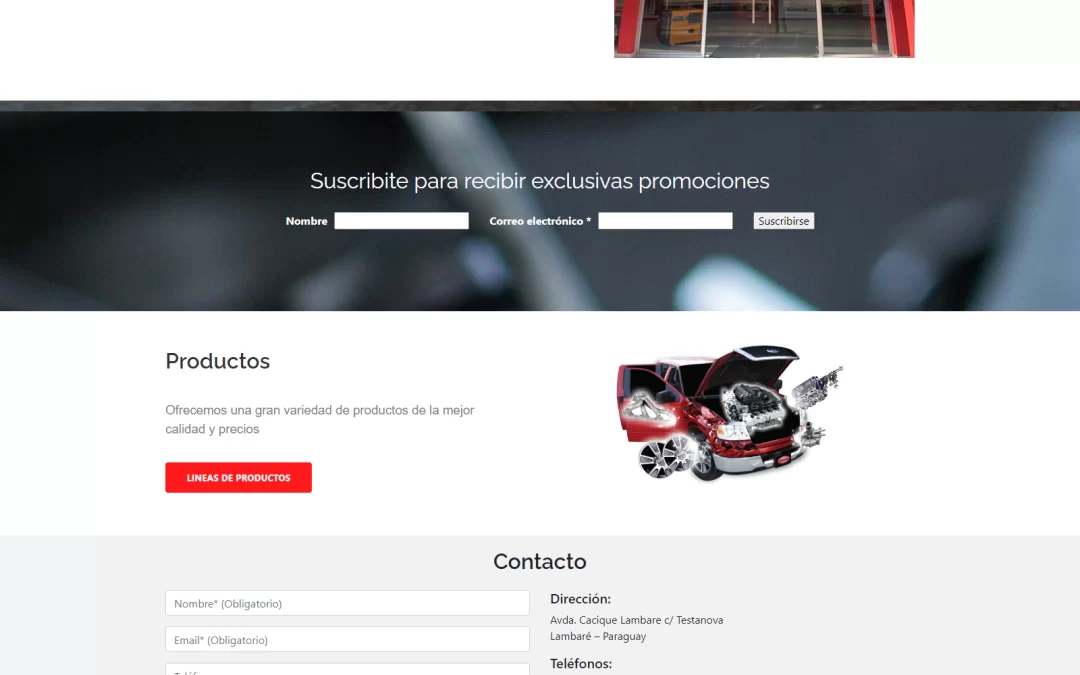 Suscribite para recibir exclusivas promociones
Nombre
Correo electrónico *
Suscribirse
Productos
Ofrecemos una gran variedad de productos de la mejor
calidad y precios
LINEAS DE PRODUCTOS
Contacto
Nombre* (Obligatorio)
Email* (Obligatorio)
Dirección:
Avda. Cacique Lambare c/ Testanova
Lambaré – Paraguay
Teléfonos: